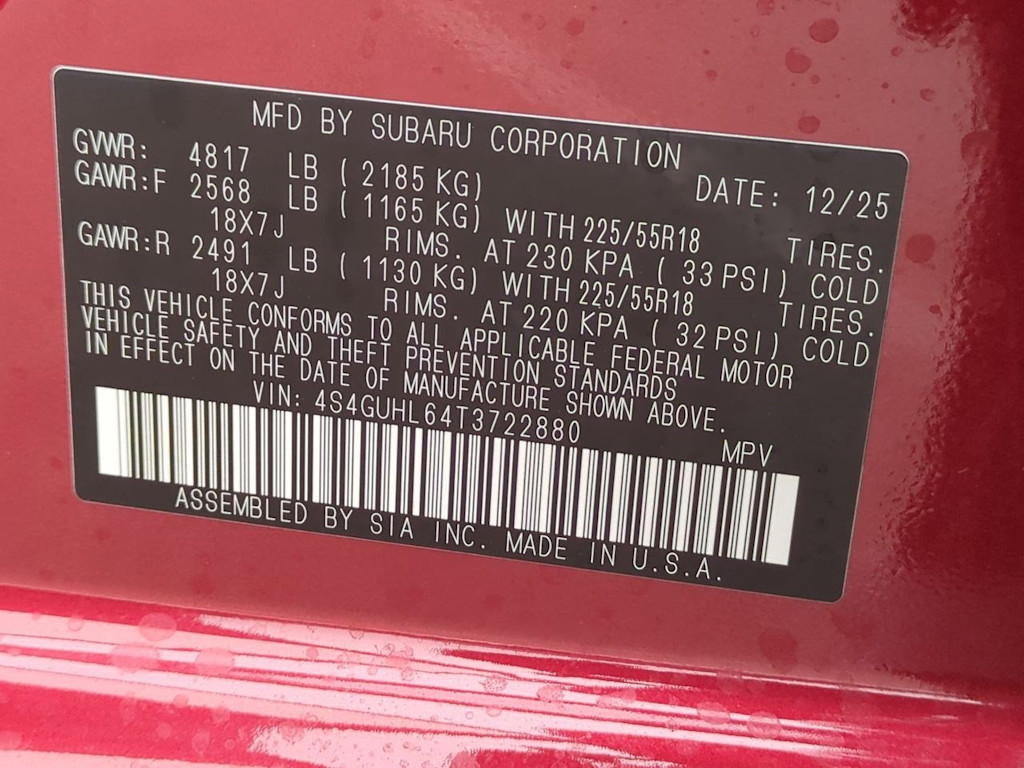 MFD BY SUBARU CORPORATION
GVWR: 4817 LB ( 2185 KG) DATE: 12/25
GAWR:F 2568 LB ( 1165 KG) WITH 225/55R18 TIRES.
18X7J RIMS. AT 230 KPA ( 33 PSI) COLD
GAWR:R 2491 LB ( 1130 KG) WITH 225/55R18 TIRES.
18X7J RIMS. AT 220 KPA ( 32 PSI) COLD
THIS VEHICLE CONFORMS TO ALL APPLICABLE FEDERAL MOTOR
VEHICLE SAFETY AND THEFT PREVENTION STANDARDS
IN EFFECT ON THE DATE OF MANUFACTURE SHOWN ABOVE.
VIN: 4S4GUHL64T3722880 MPV
ASSEMBLED BY SIA INC. MADE IN U.S.A.